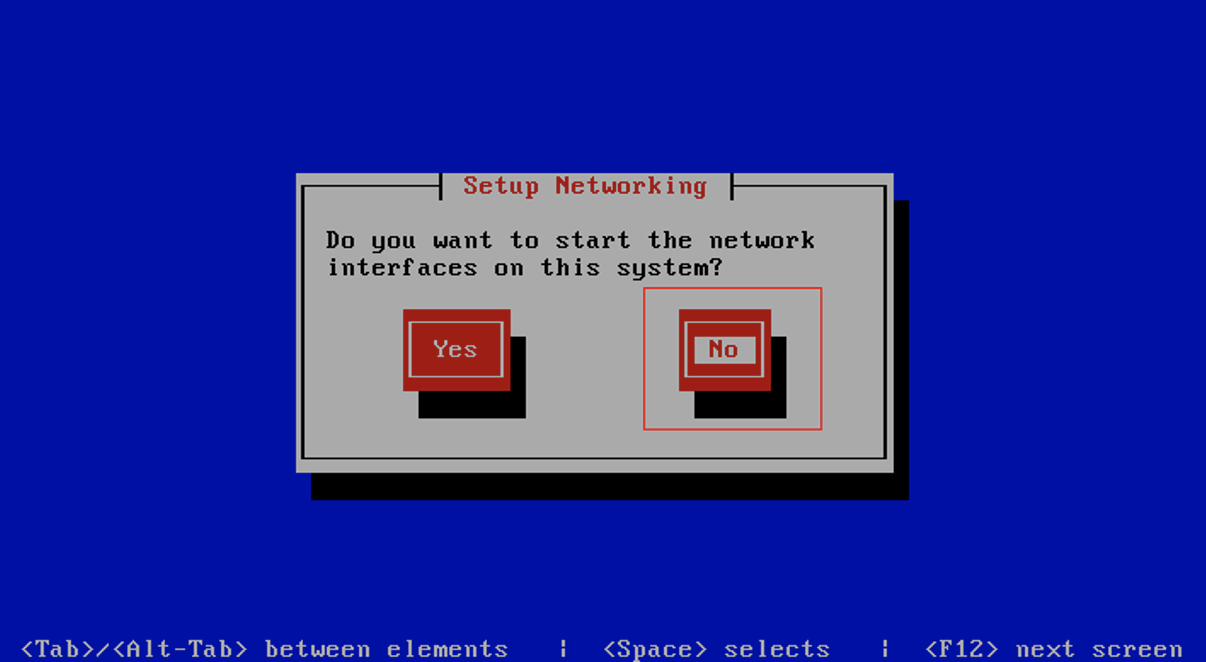 Setup Networking
Do you want to start the network
interfaces on this system?
Yes No
<Tab>/<Alt-Tab> between elements | <Space> selects | <F12> next screen